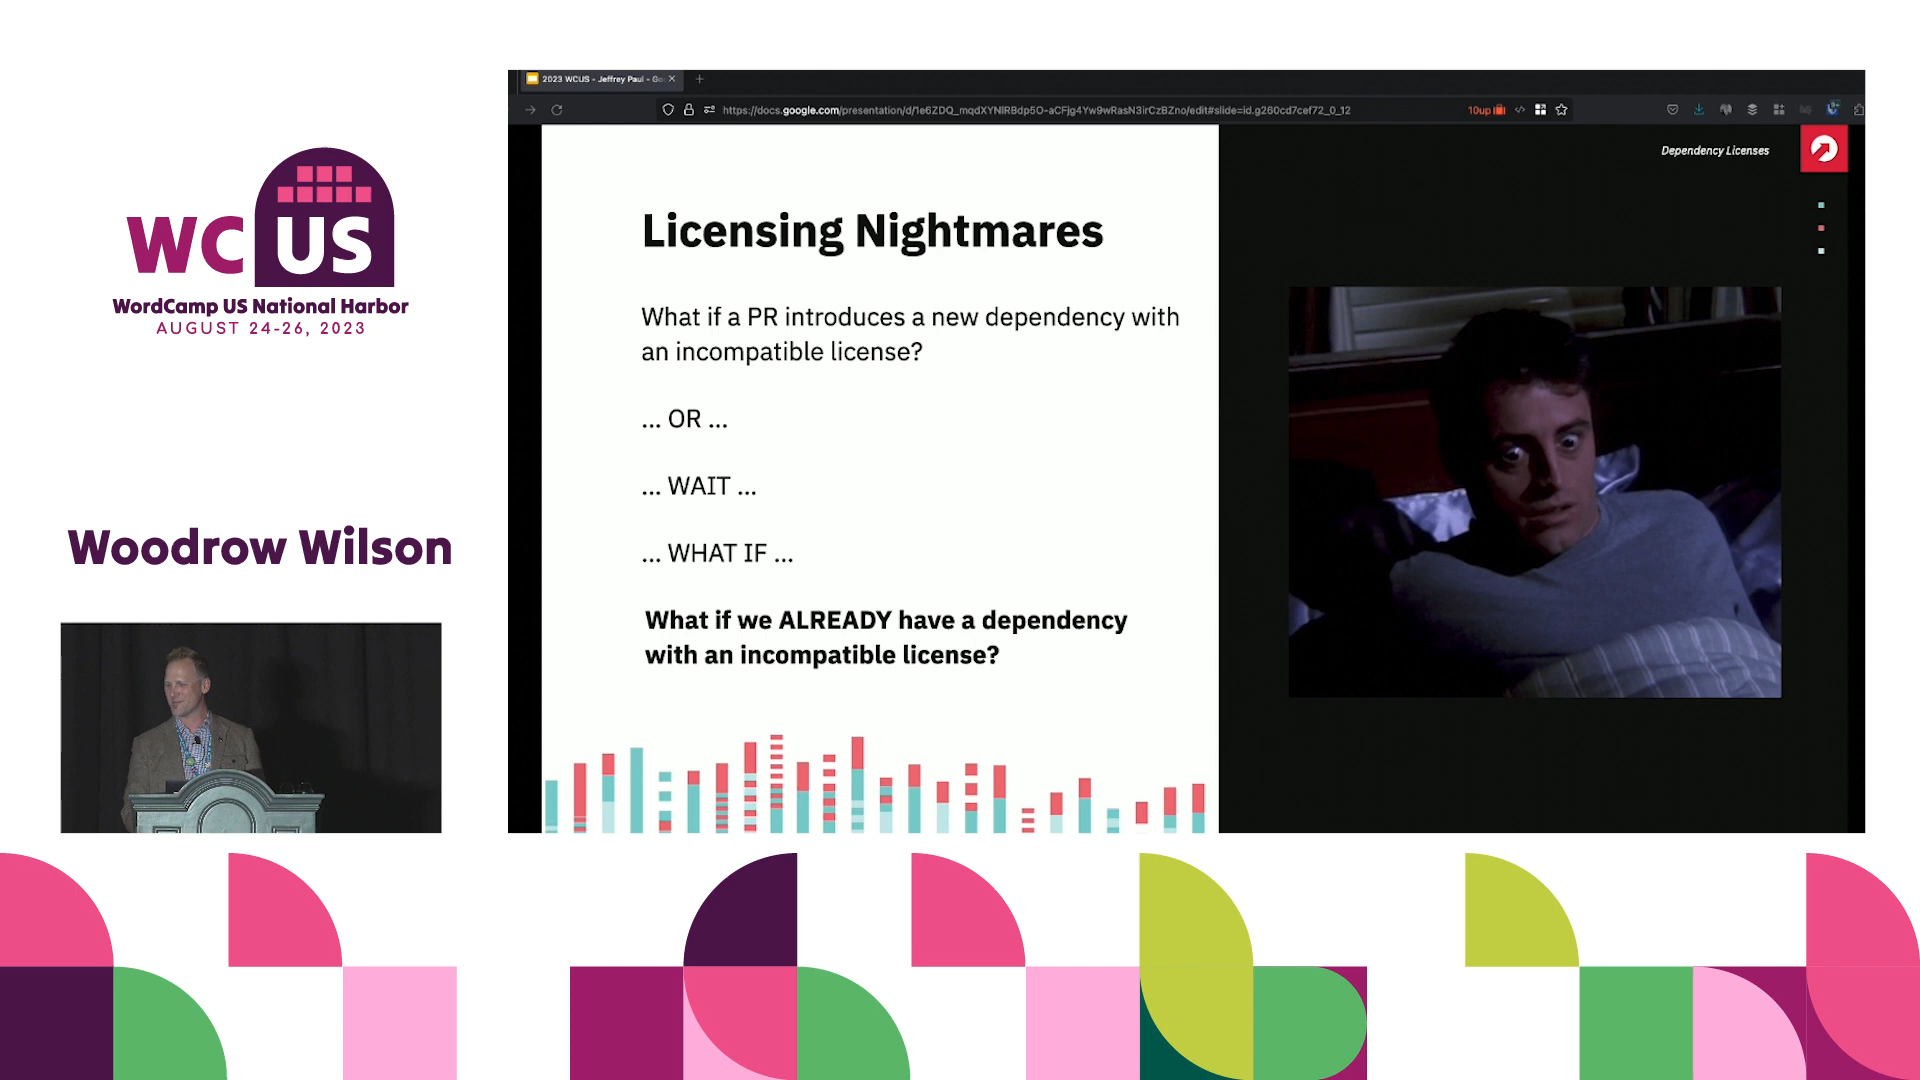 WCUS
WordCamp US National Harbor
AUGUST 24-26, 2023
Woodrow Wilson
2023 WCUS - Jeffrey Paul - Go
https://docs.google.com/presentation/d/1e6ZDQ_mqdXYNlRBdp5O-aCFjg4Yw9wRasN3irCzBZno/edit#slide=id.g260cd7cef72_0_12
10up
Dependency Licenses
Licensing Nightmares
What if a PR introduces a new dependency with
an incompatible license?
... OR ...
... WAIT ...
... WHAT IF ...
What if we ALREADY have a dependency
with an incompatible license?